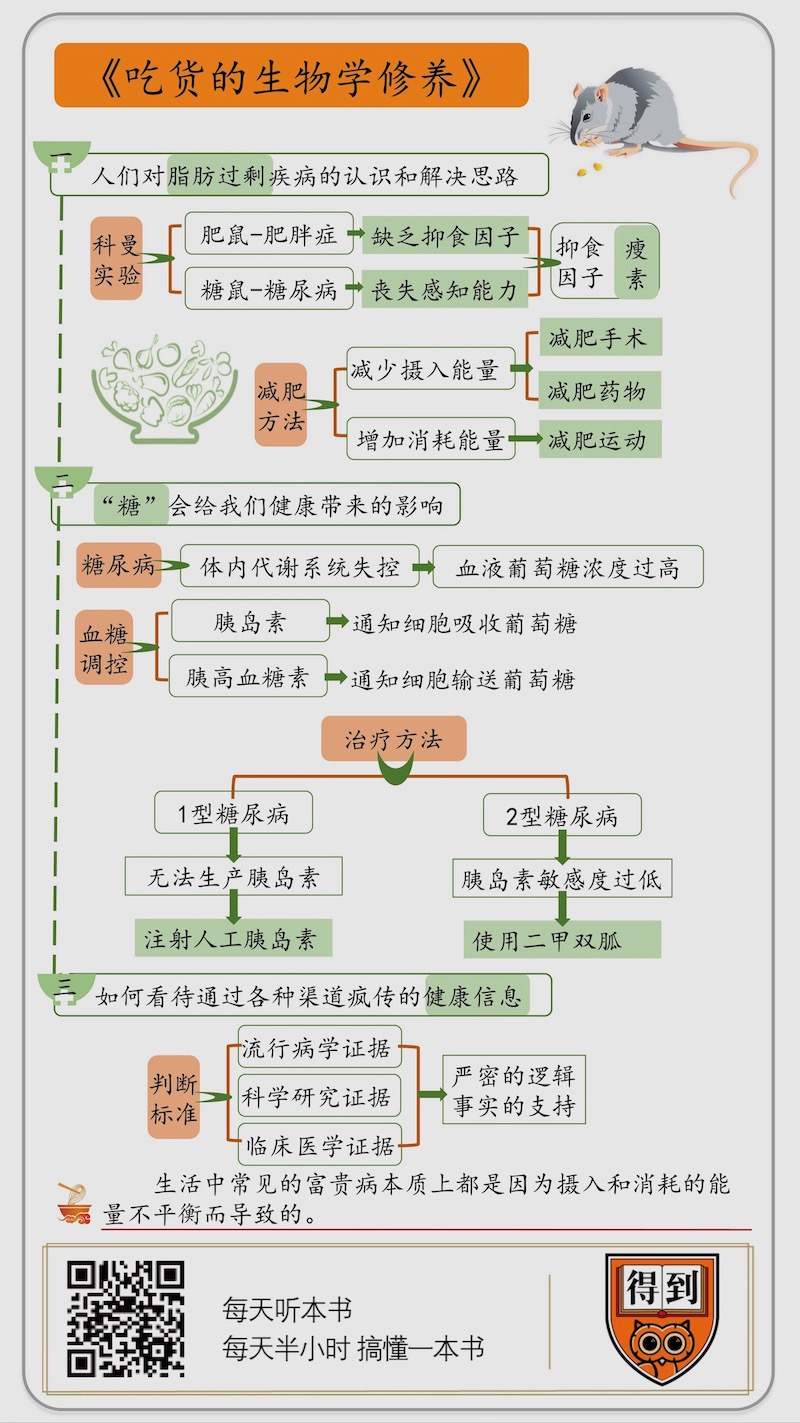 《吃货的生物学修养》
一
人们对脂肪过剩疾病的认识和解决思路
科曼
实验
肥鼠-肥胖症
缺乏抑食因子
糖鼠-糖尿病
丧失感知能力
抑食
因子
瘦
素
减肥
方法
减少摄入能量
减肥手术
减肥药物
增加消耗能量
减肥运动
二
“糖”会给我们健康带来的影响
糖尿病
体内代谢系统失控
血液葡萄糖浓度过高
血糖
调控
胰岛素
通知细胞吸收葡萄糖
胰高血糖素
通知细胞输送葡萄糖
治疗方法
1型糖尿病
无法生产胰岛素
注射人工胰岛素
2型糖尿病
胰岛素敏感度过低
使用二甲双胍
三
如何看待通过各种渠道疯传的健康信息
判断
标准
流行病学证据
科学研究证据
临床医学证据
严密的逻辑
事实的支持
生活中常见的富贵病本质上都是因为摄入和消耗的能
量不平衡而导致的。
每天听本书
每天半小时 搞懂一本书
得到